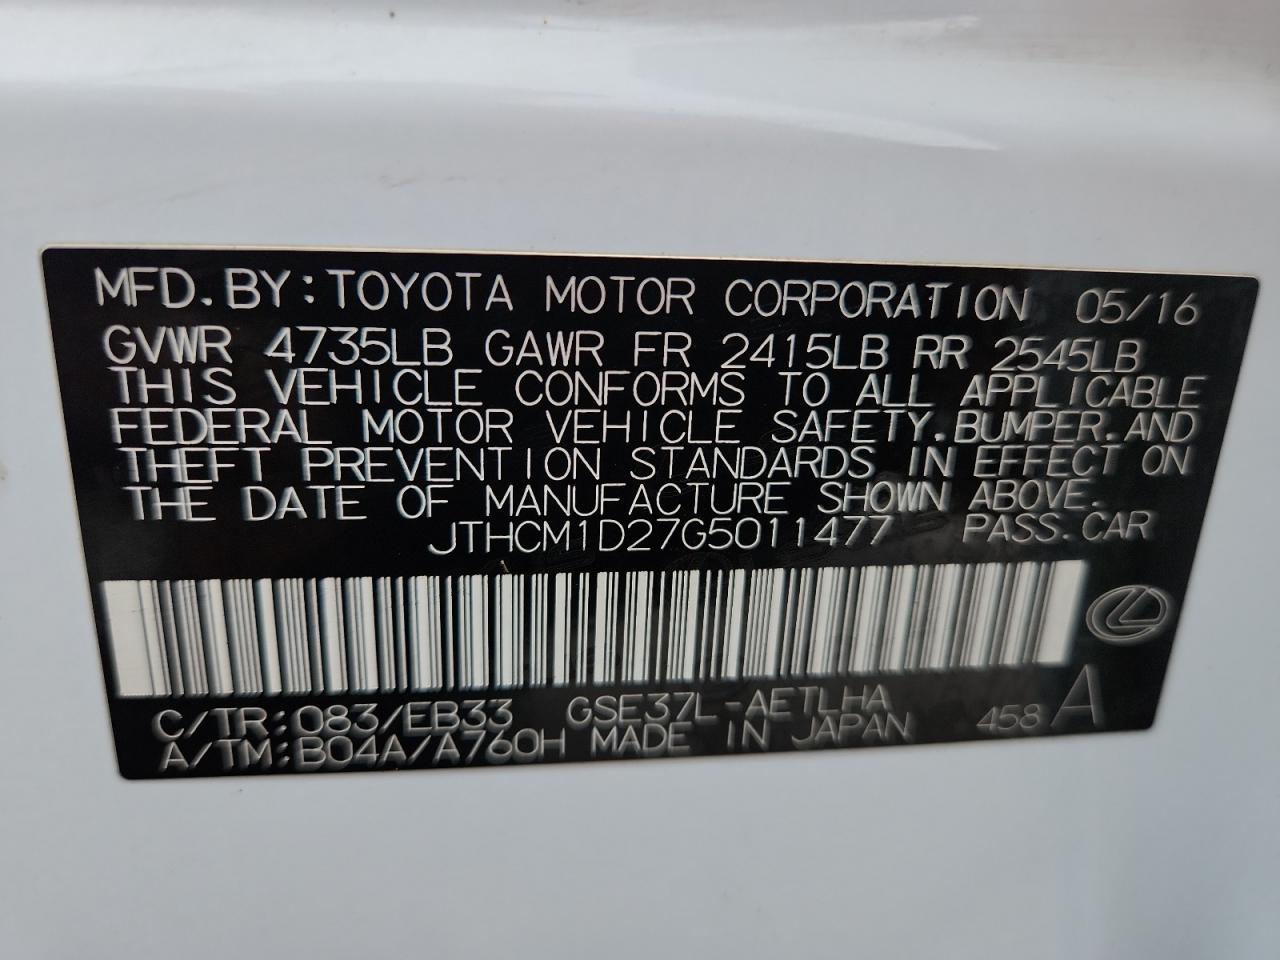 MFD.BY:TOYOTA MOTOR CORPORATION 05/16
GVWR 4735LB GAWR FR 2415LB RR 2545LB
THIS VEHICLE CONFORMS TO ALL APPLICABLE
FEDERAL MOTOR VEHICLE SAFETY.BUMPER.AND
THEFT PREVENTION STANDARDS IN EFFECT ON
THE DATE OF MANUFACTURE SHOWN ABOVE.
JTHCM1D27G5011477 PASS.CAR
C/TR:083/EB33 GSE37L-AETLHA
A/TM:B04A/A760H MADE IN JAPAN 458 A